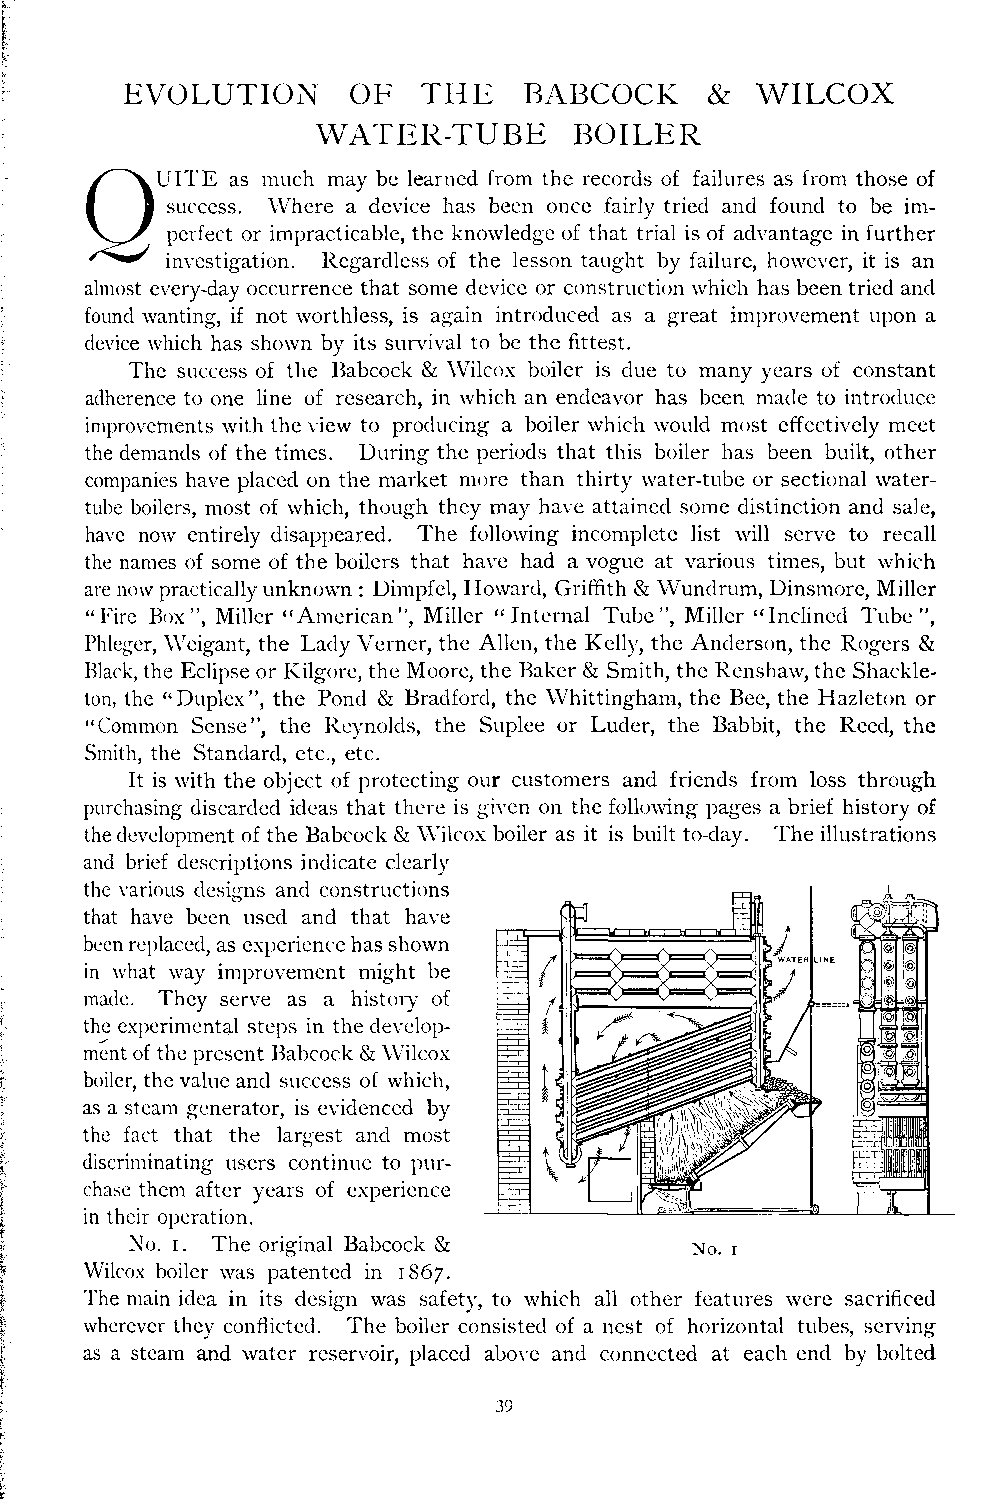 EVOLUTION OF THE BABCOCK & WILCOX
WATER-TUBE BOILER
QUITE as much may be learned from the records of failures as from those of
success. Where a device has been once fairly tried and found to be im-
perfect or impracticable, the knowledge of that trial is of advantage in further
investigation. Regardless of the lesson taught by failure, however, it is an
almost every-day occurrence that some device or construction which has been tried and
found wanting, if not worthless, is again introduced as a great improvement upon a
device which has shown by its survival to be the fittest.
The success of the Babcock & Wilcox boiler is due to many years of constant
adherence to one line of research, in which an endeavor has been made to introduce
improvements with the view to producing a boiler which would most effectively meet
the demands of the times. During the periods that this boiler has been built, other
companies have placed on the market more than thirty water-tube or sectional water-
tube boilers, most of which, though they may have attained some distinction and sale,
have now entirely disappeared. The following incomplete list will serve to recall
the names of some of the boilers that have had a vogue at various times, but which
are now practically unknown: Dimpfel, Howard, Griffith & Wundrum, Dinsmore, Miller
“Fire Box”, Miller “American”, Miller “Internal Tube”, Miller “Inclined Tube”,
Phleger, Weigant, the Lady Verner, the Allen, the Kelly, the Anderson, the Rogers &
Black, the Eclipse or Kilgore, the Moore, the Baker & Smith, the Renshaw, the Shackle-
ton, the “Duplex”, the Pond & Bradford, the Whittingham, the Bee, the Hazleton or
“Common Sense”, the Reynolds, the Suplee or Luder, the Babbit, the Reed, the
Smith, the Standard, etc., etc.
It is with the object of protecting our customers and friends from loss through
purchasing discarded ideas that there is given on the following pages a brief history of
the development of the Babcock & Wilcox boiler as it is built to-day. The illustrations
and brief descriptions indicate clearly
the various designs and constructions
that have been used and that have
been replaced, as experience has shown
in what way improvement might be
made. They serve as a history of
the experimental steps in the develop-
ment of the present Babcock & Wilcox
boiler, the value and success of which,
as a steam generator, is evidenced by
the fact that the largest and most
discriminating users continue to pur-
chase them after years of experience
in their operation.
WATER LINE
No. 1
No. 1. The original Babcock &
Wilcox boiler was patented in 1867.
The main idea in its design was safety, to which all other features were sacrificed
wherever they conflicted. The boiler consisted of a nest of horizontal tubes, serving
as a steam and water reservoir, placed above and connected at each end by bolted
39